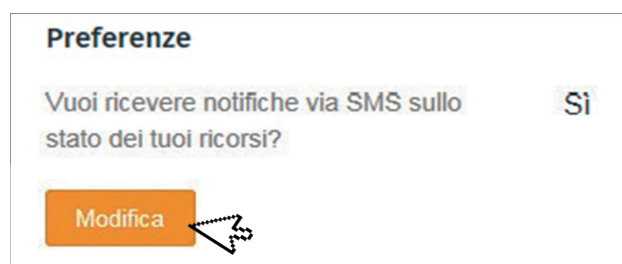 Preferenze
Vuoi ricevere notifiche via SMS sullo
Sì
stato dei tuoi ricorsi?
Modifica